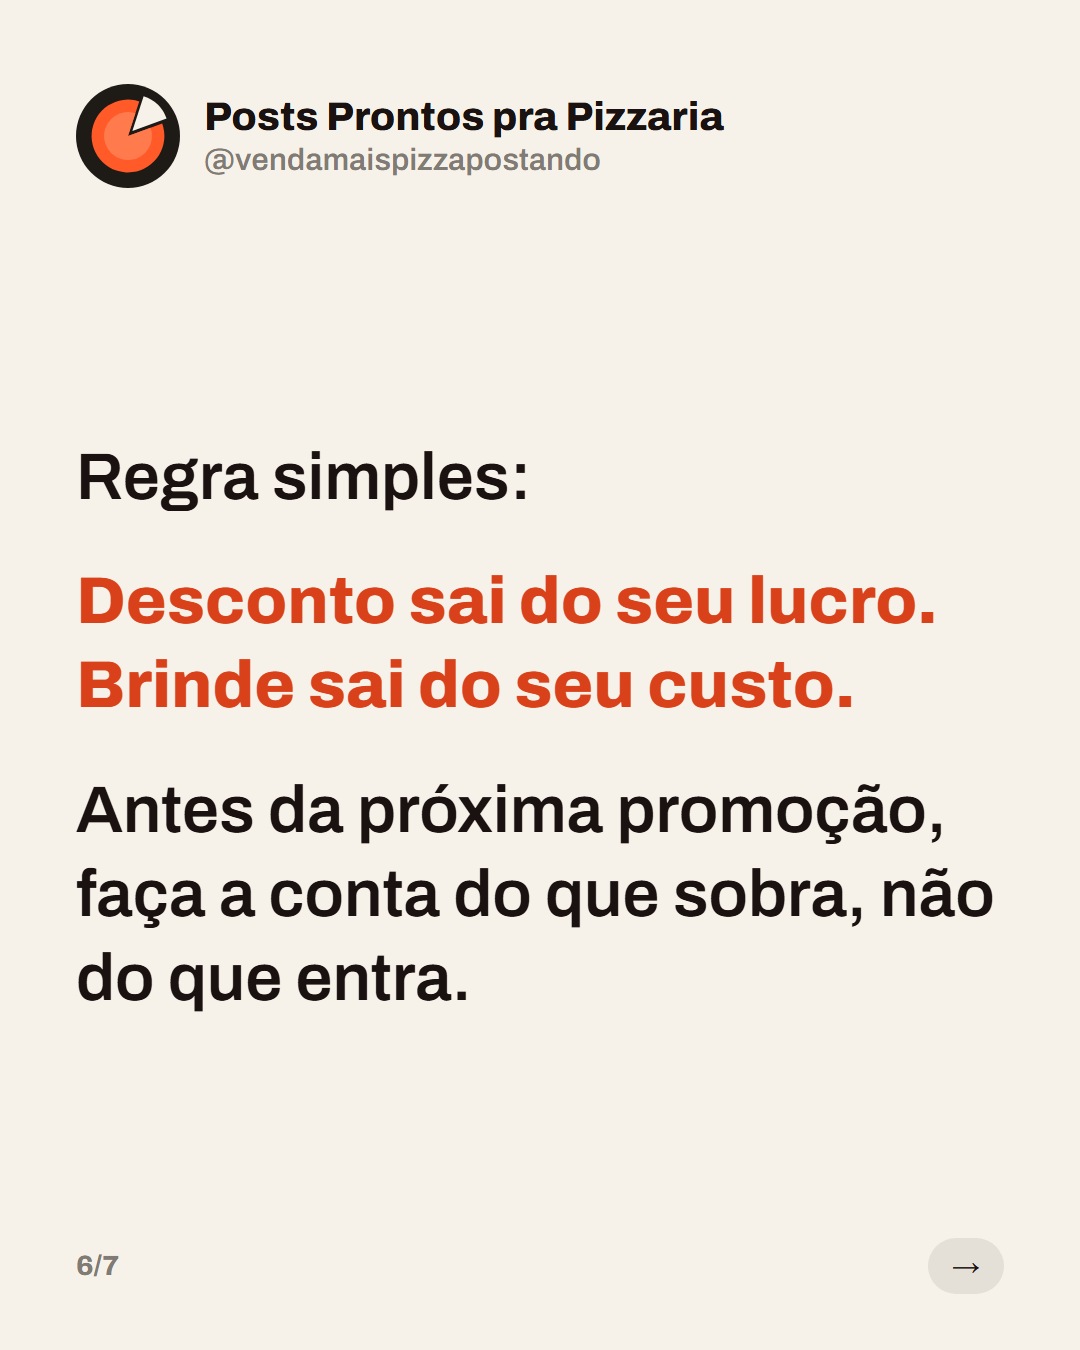 Posts Prontos pra Pizzaria
@vendamaispizzapostando
Regra simples:
Desconto sai do seu lucro.
Brinde sai do seu custo.
Antes da próxima promoção,
faça a conta do que sobra, não
do que entra.
6/7
→